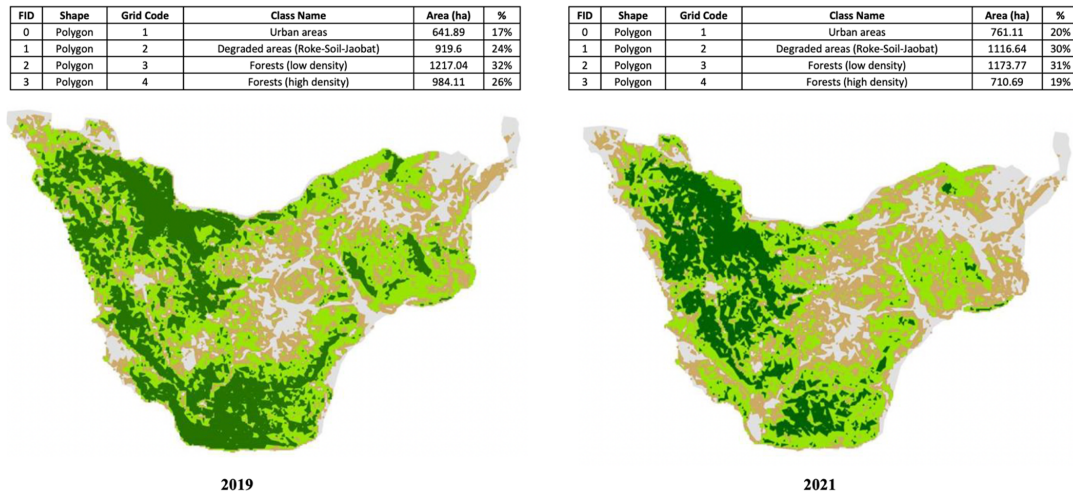 FID Shape Grid Code Class Name Area (ha) %
0 Polygon 1 Urban areas 641.89 17%
1 Polygon 2 Degraded areas (Roke-Soil-Jaobat) 919.6 24%
2 Polygon 3 Forests (low density) 1217.04 32%
3 Polygon 4 Forests (high density) 984.11 26%
FID Shape Grid Code Class Name Area (ha) %
0 Polygon 1 Urban areas 761.11 20%
1 Polygon 2 Degraded areas (Roke-Soil-Jaobat) 1116.64 30%
2 Polygon 3 Forests (low density) 1173.77 31%
3 Polygon 4 Forests (high density) 710.69 19%
2019
2021